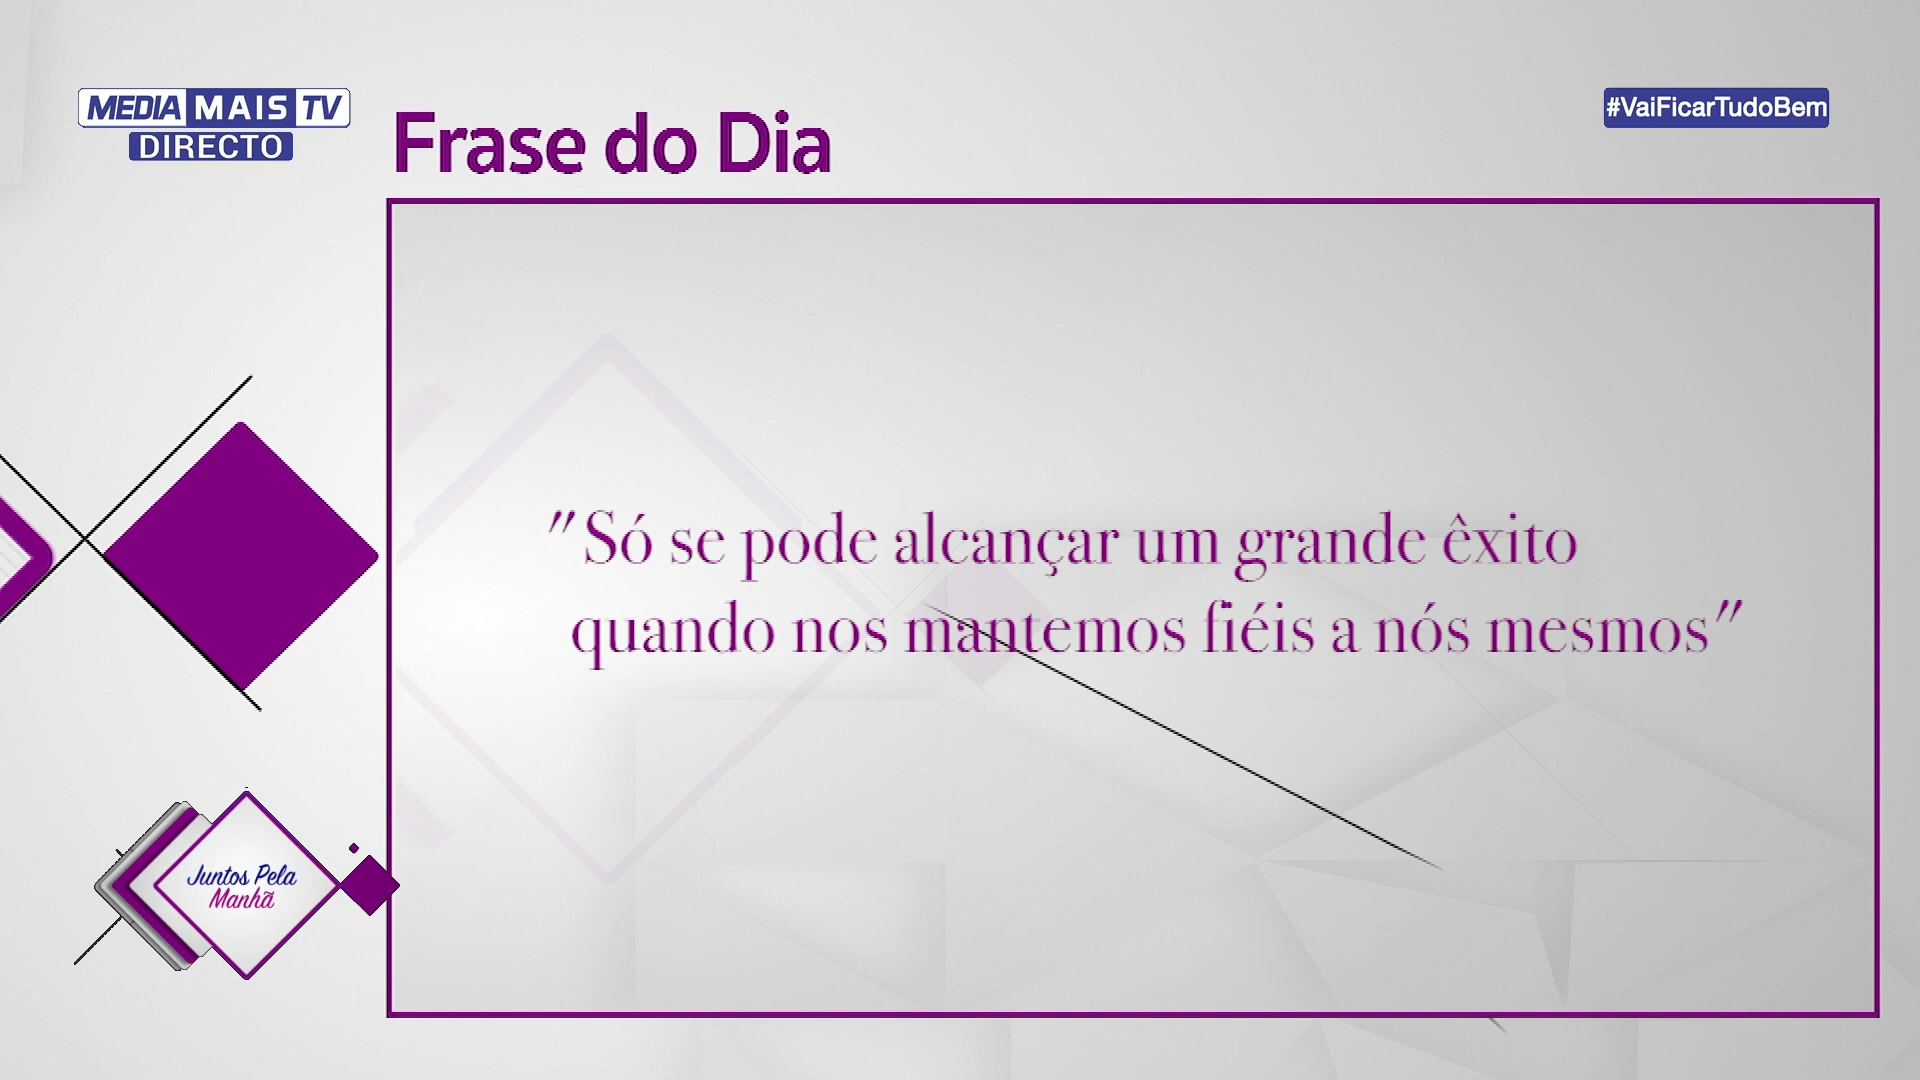 MEDIA MAIS TV
DIRECTO
Frase do Dia
#VaiFicarTudoBem
"Só se pode alcançar um grande êxito
quando nos mantemos fiéis a nós mesmos"
Juntos Pela
Manhã